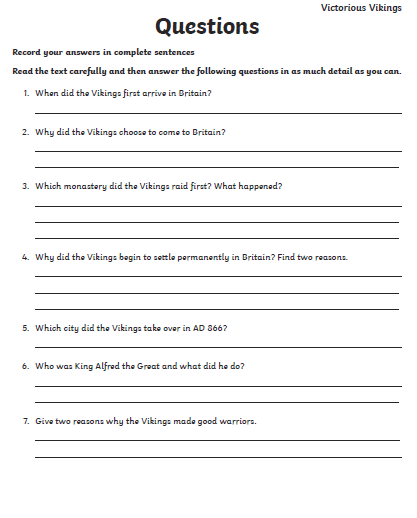 Victorious Vikings
Questions
Record your answers in complete sentences
Read the text carefully and then answer the following questions in as much detail as you can.
1. When did the Vikings first arrive in Britain?
2. Why did the Vikings choose to come to Britain?
3. Which monastery did the Vikings raid first? What happened?
4. Why did the Vikings begin to settle permanently in Britain? Find two reasons.
5. Which city did the Vikings take over in AD 866?
6. Who was King Alfred the Great and what did he do?
7. Give two reasons why the Vikings made good warriors.